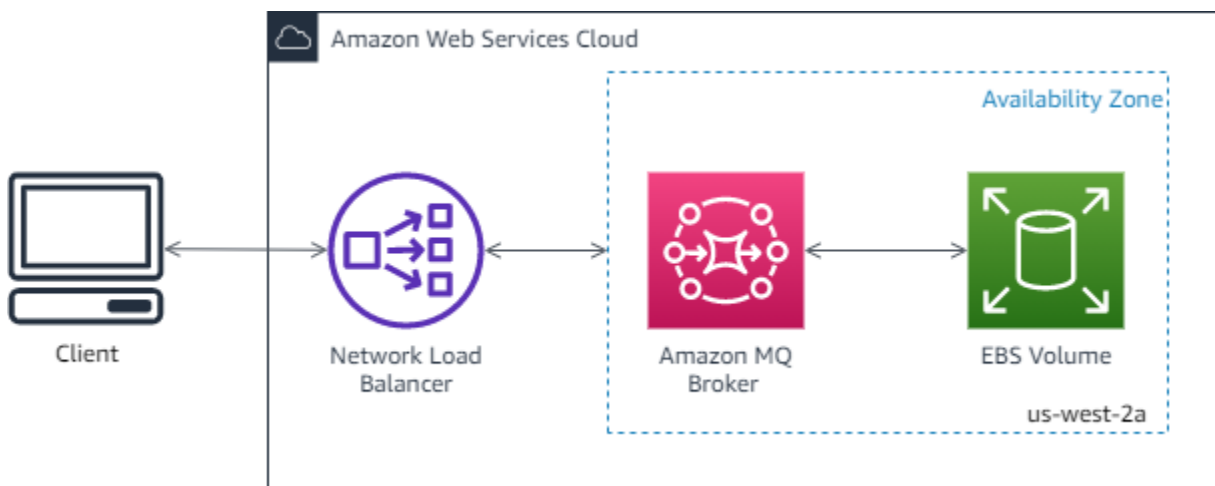 Amazon Web Services Cloud
Availability Zone
Client
Network Load
Balancer
Amazon MQ
Broker
EBS Volume
us-west-2a